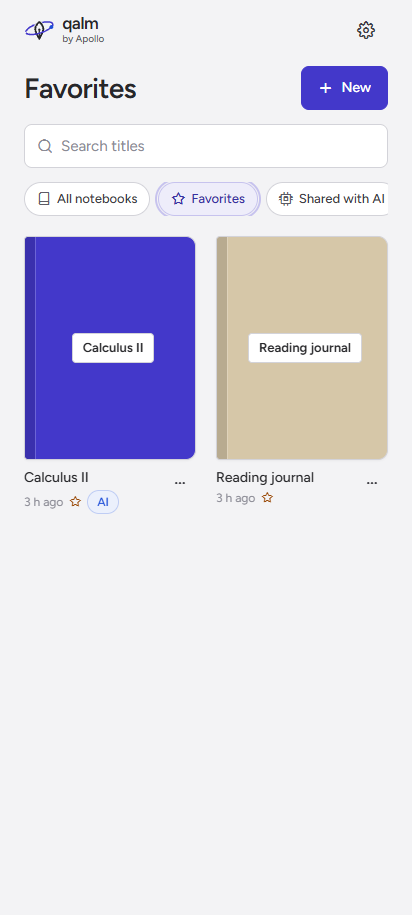 qalm
by Apollo
Favorites
+ New
Search titles
All notebooks
Favorites
Shared with AI
Calculus II
Reading journal
Calculus II
...
3 h ago
AI
Reading journal
...
3 h ago